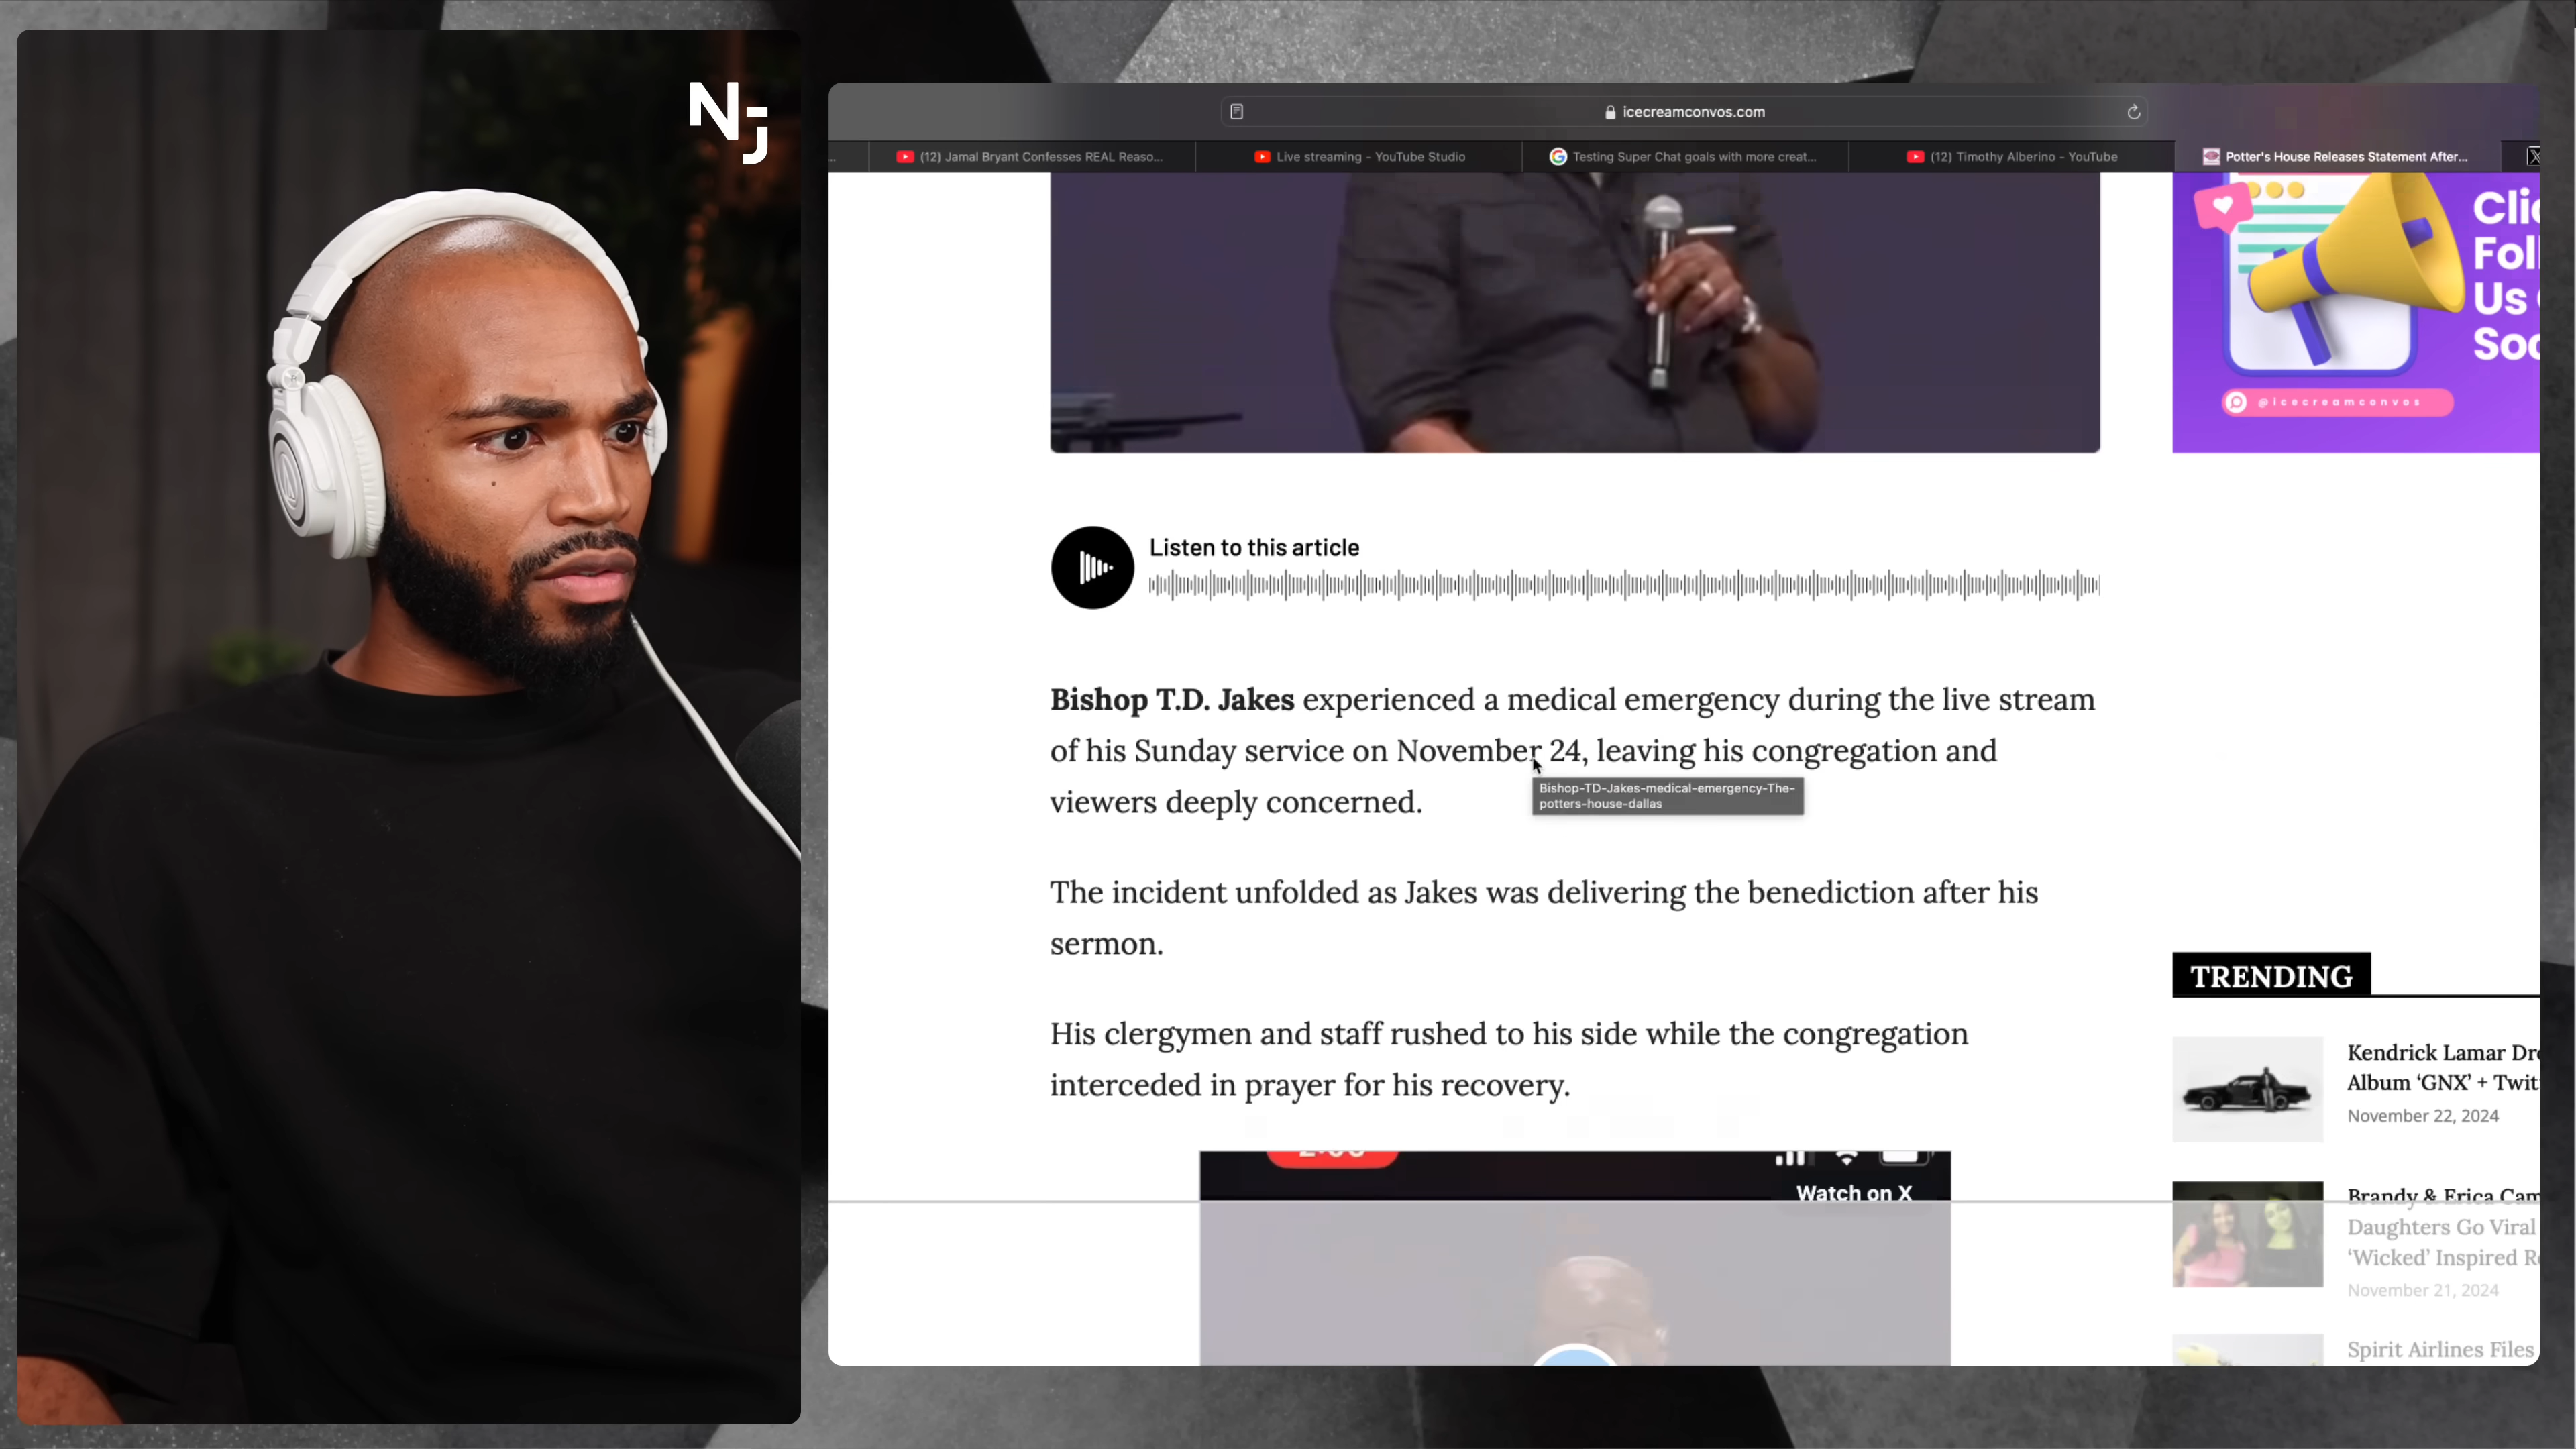 NJ
icecreamconvos.com
(12) Jamal Bryant Confesses REAL Reaso...
Live streaming - YouTube Studio
Testing Super Chat goals with more creat...
(12) Timothy Alberino - YouTube
Potter's House Releases Statement After...
Clic
Foll
Us
Soc
@icecreamconvos
Listen to this article
Bishop T.D. Jakes experienced a medical emergency during the live stream
of his Sunday service on November 24, leaving his congregation and
viewers deeply concerned.
Bishop-TD-Jakes-medical-emergency-The-
potters-house-dallas
The incident unfolded as Jakes was delivering the benediction after his
sermon.
His clergymen and staff rushed to his side while the congregation
interceded in prayer for his recovery.
Watch on X
TRENDING
Kendrick Lamar Dro
Album ‘GNX’ + Twit
November 22, 2024
Brandy & Erica Cam
Daughters Go Viral
‘Wicked’ Inspired R
November 21, 2024
Spirit Airlines Files